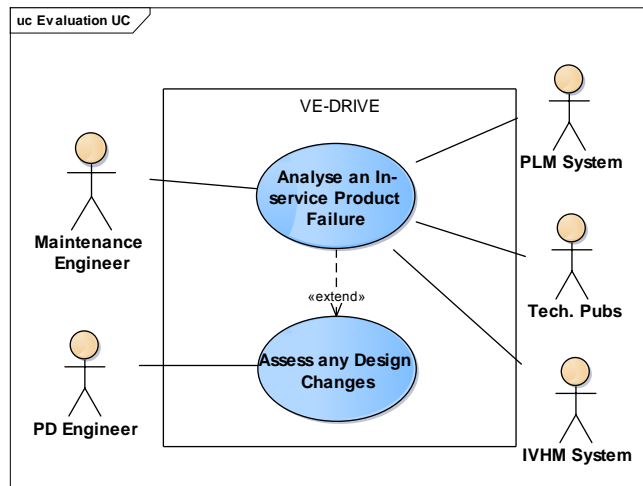 uc Evaluation UC
VE-DRIVE
Analyse an In-
service Product
Failure
«extend»
Assess any Design
Changes
Maintenance
Engineer
PD Engineer
PLM System
Tech. Pubs
IVHM System